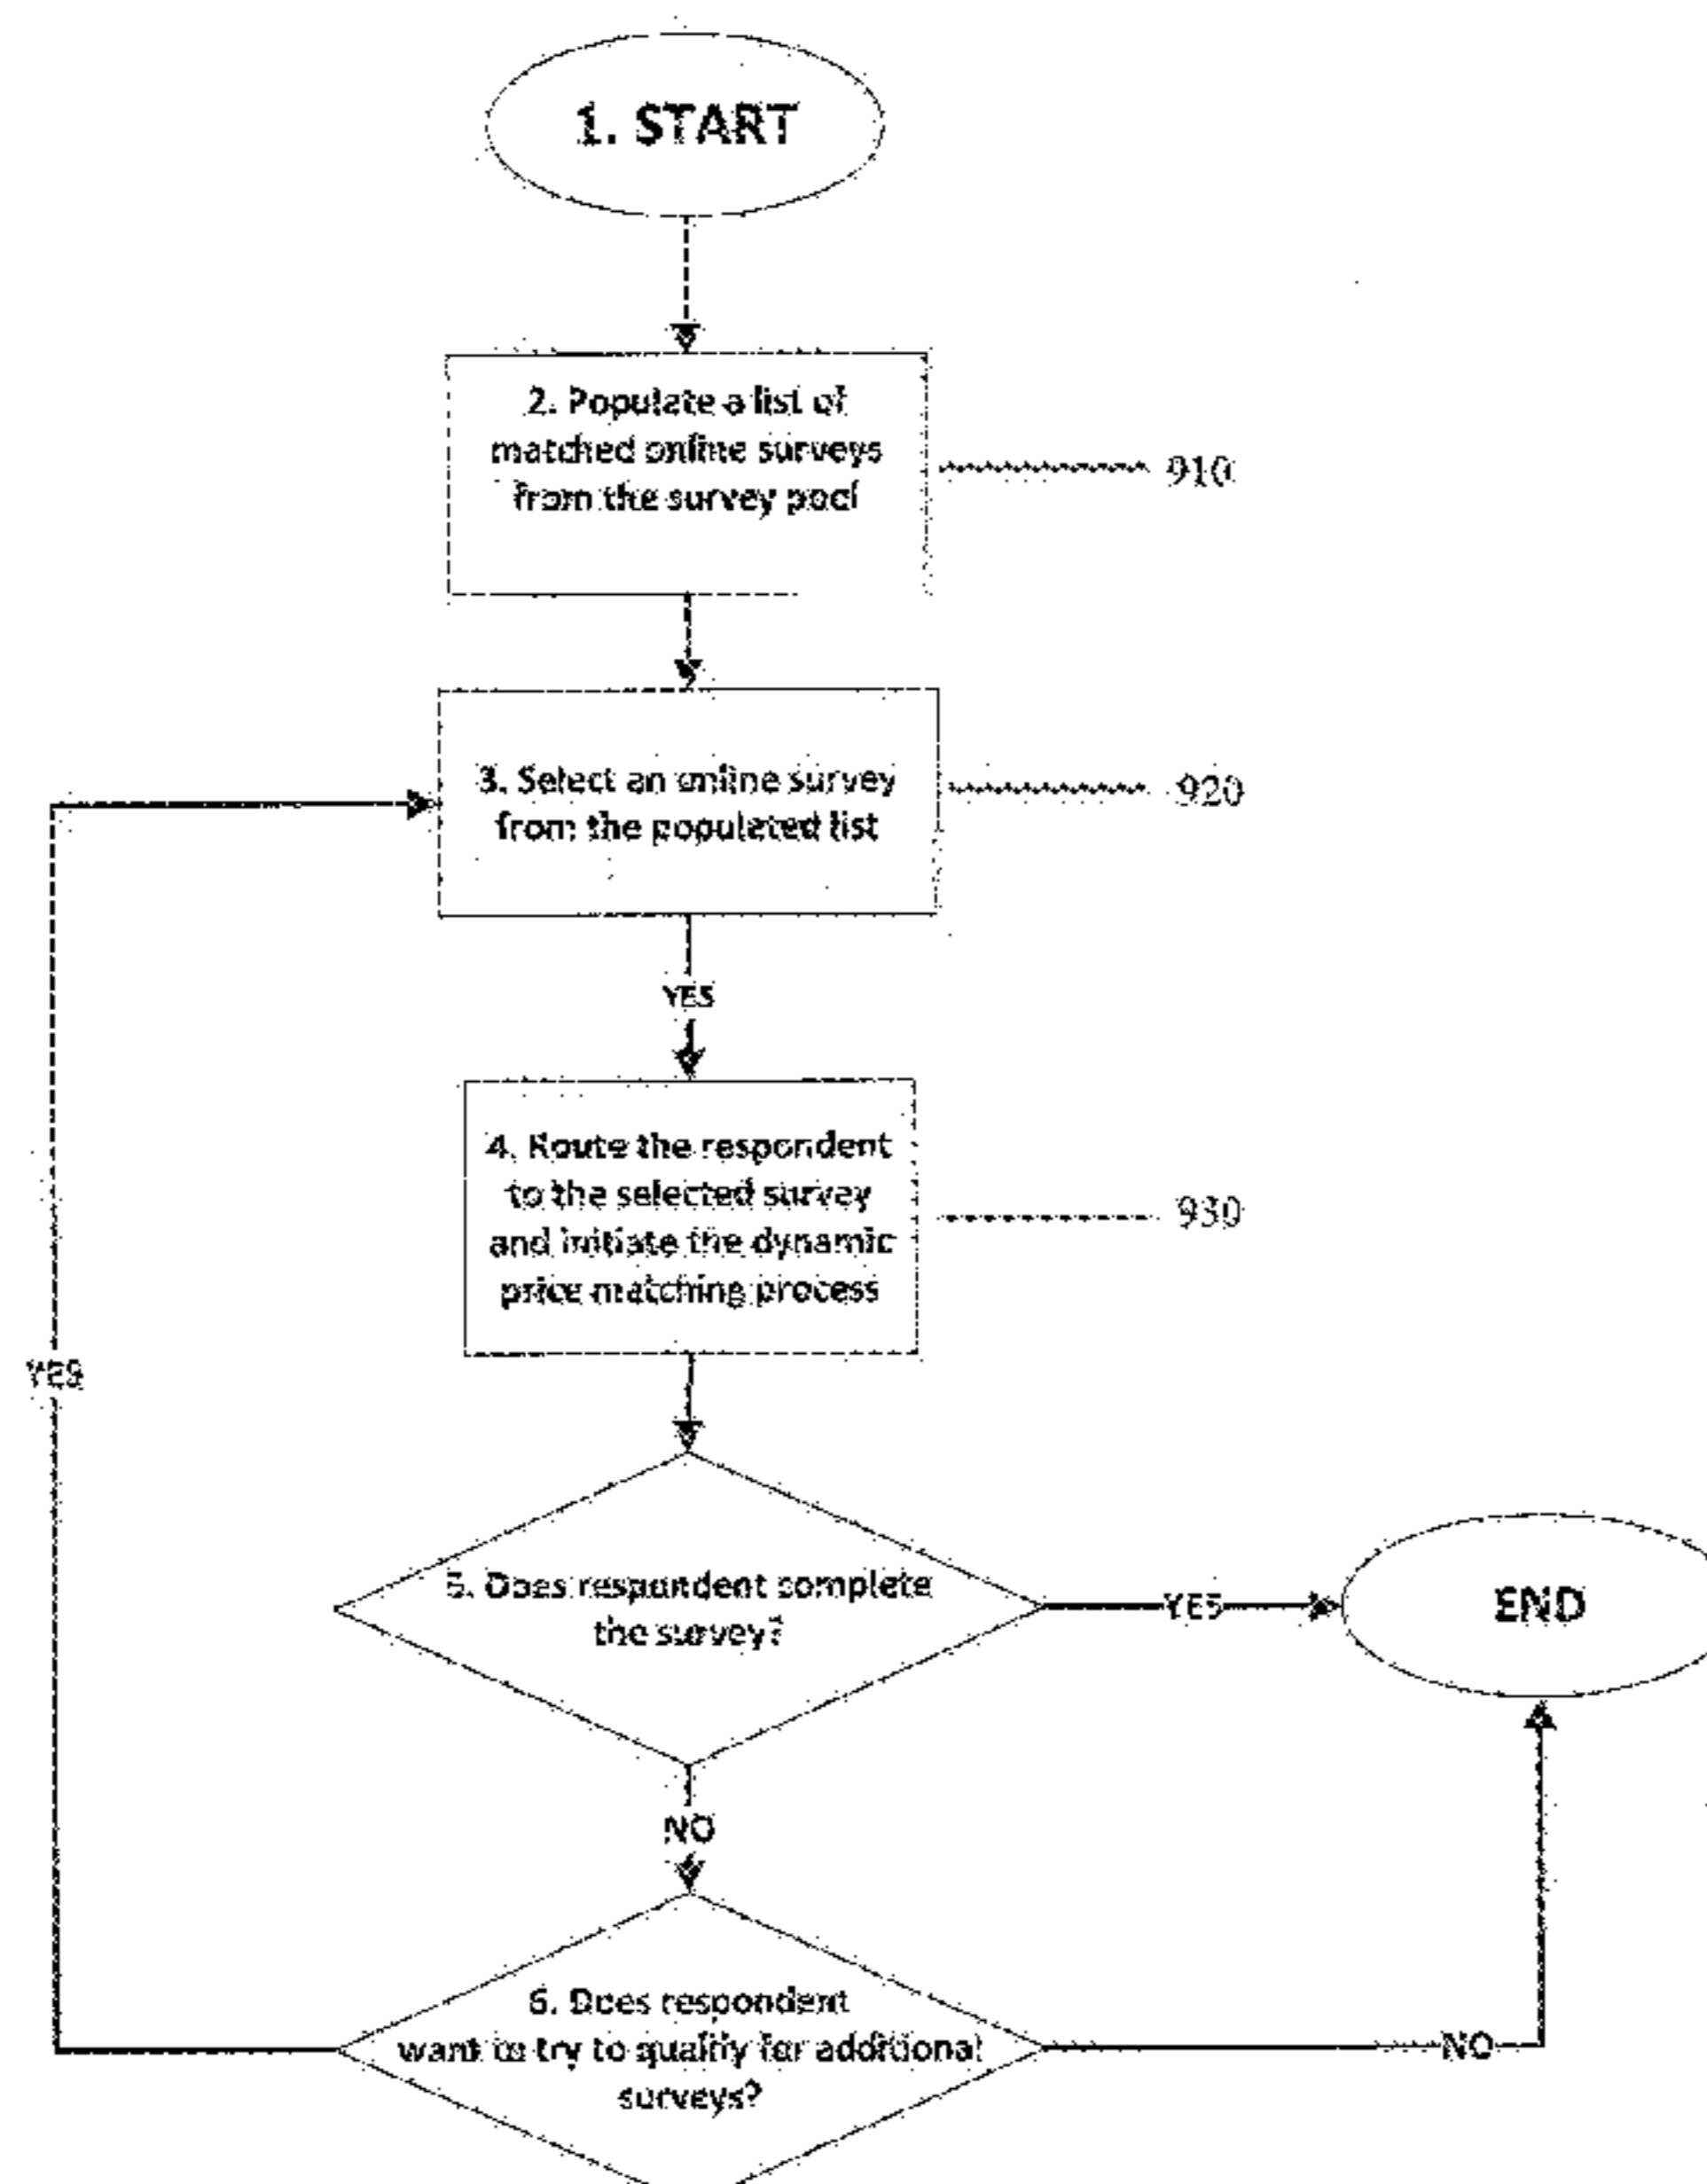 1. START
2. Populate a list of
matched online surveys
from the survey pool
910
3. Select an online survey
from the populated list
920
YES
4. Route the respondent
to the selected survey
and initiate the dynamic
price matching process
930
YES
5. Does respondent complete
the survey?
YES
END
NO
6. Does respondent
want to try to qualify for additional
surveys?
NO